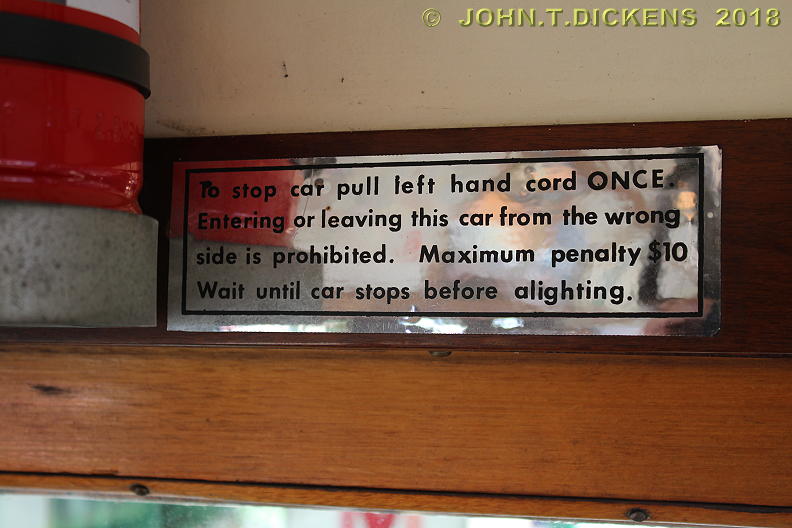 © JOHN.T.DICKENS 2018
To stop car pull left hand cord ONCE.
Entering or leaving this car from the wrong
side is prohibited. Maximum penalty $10
Wait until car stops before alighting.